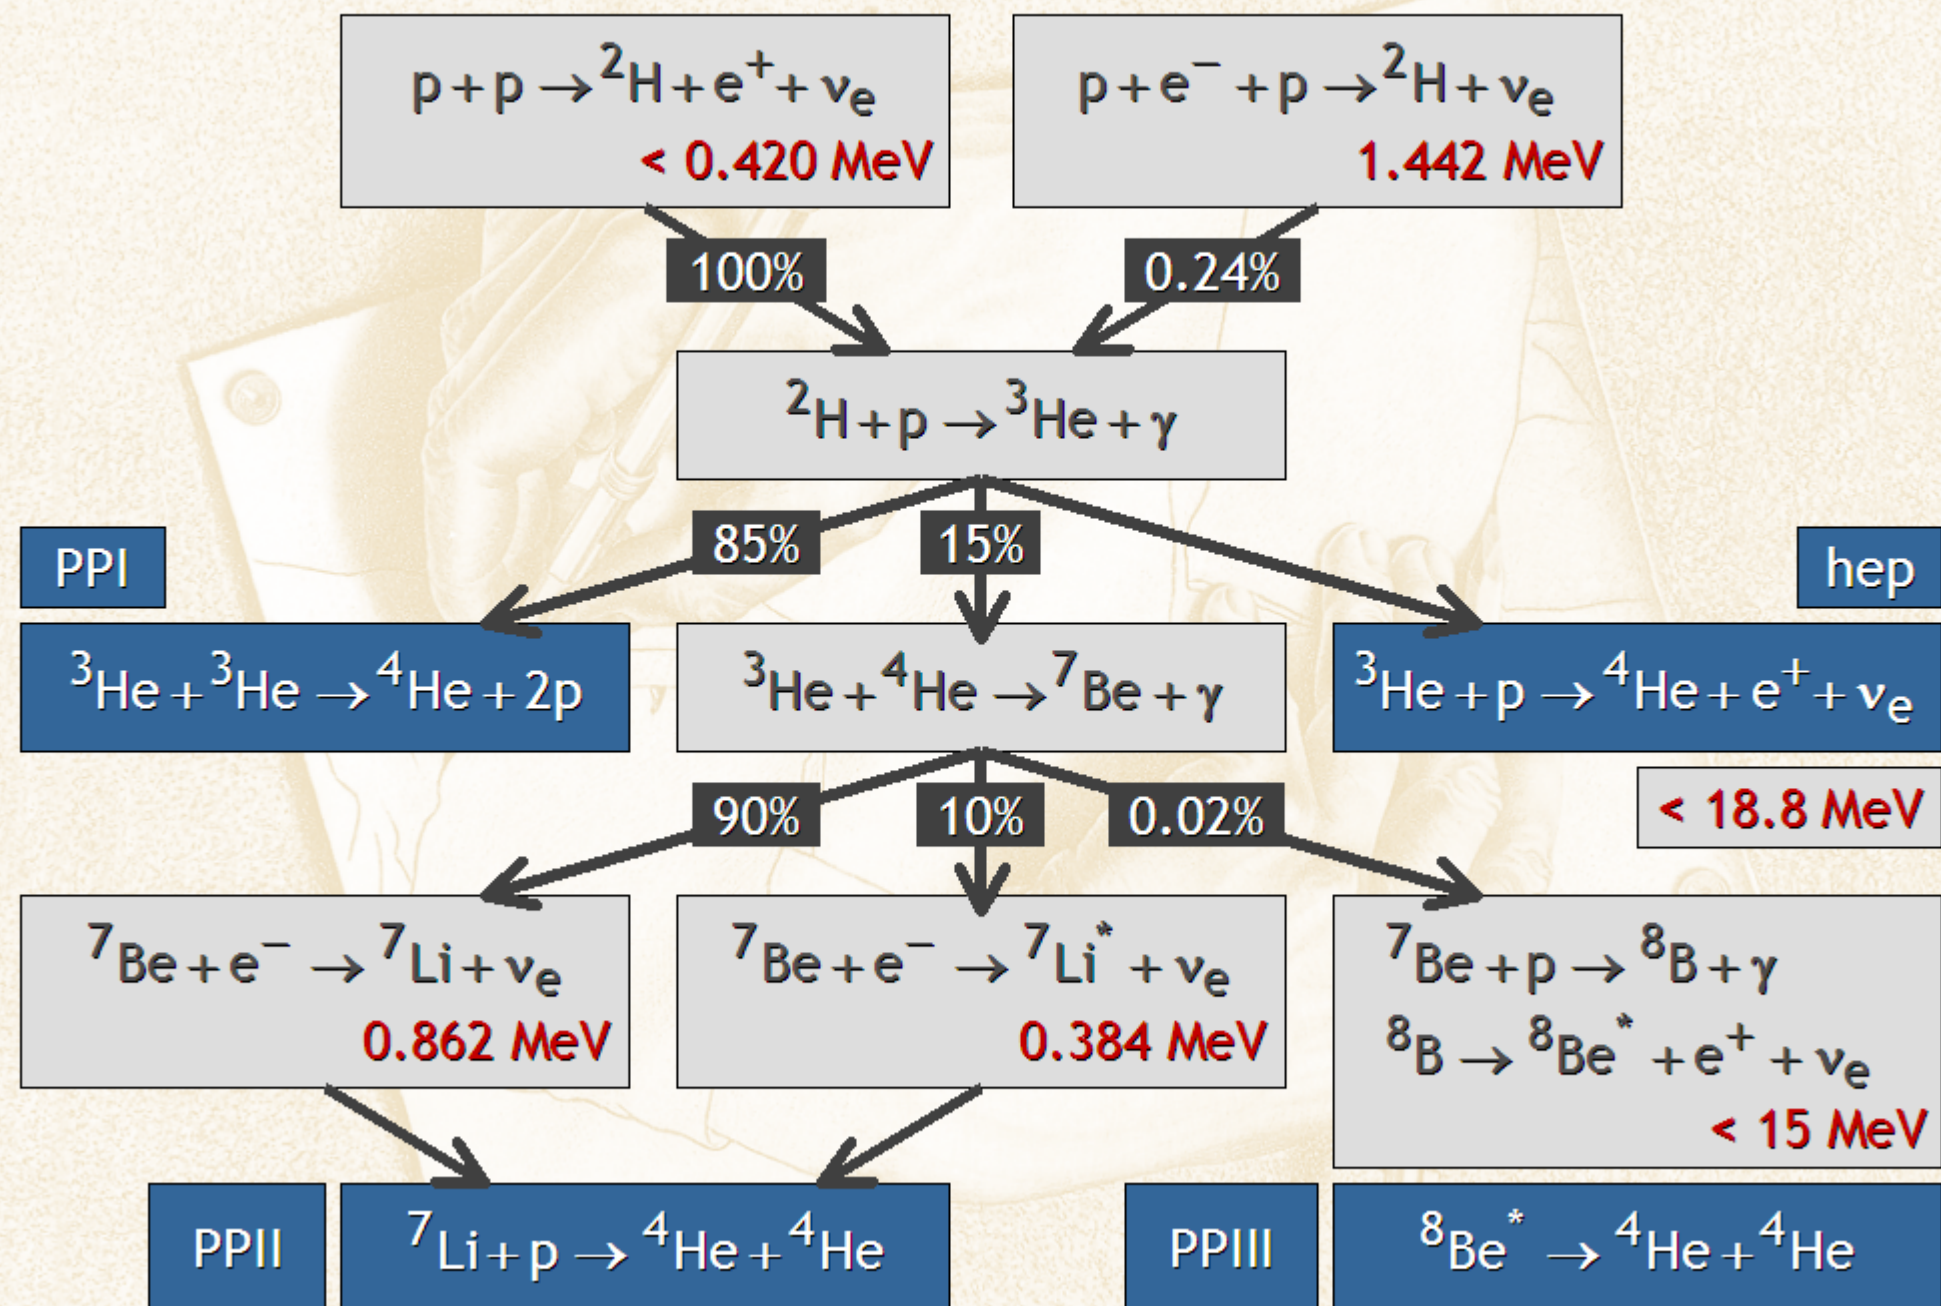 p + p → ²H + e⁺ + νₑ
< 0.420 MeV
p + e⁻ + p → ²H + νₑ
1.442 MeV
100%
0.24%
²H + p → ³He + γ
85%
15%
PPI
hep
³He + ³He → ⁴He + 2p
³He + ⁴He → ⁷Be + γ
³He + p → ⁴He + e⁺ + νₑ
< 18.8 MeV
90%
10%
0.02%
⁷Be + e⁻ → ⁷Li + νₑ
0.862 MeV
⁷Be + e⁻ → ⁷Li* + νₑ
0.384 MeV
⁷Be + p → ⁸B + γ
⁸B → ⁸Be* + e⁺ + νₑ
< 15 MeV
PPII
⁷Li + p → ⁴He + ⁴He
PPIII
⁸Be* → ⁴He + ⁴He